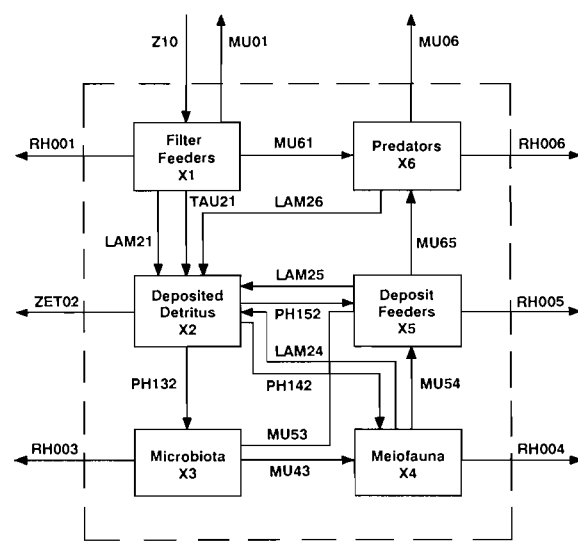 Z10
MU01
MU06
RH001
Filter
Feeders
X1
MU61
Predators
X6
RH006
LAM21
TAU21
LAM26
MU65
ZET02
Deposited
Detritus
X2
LAM25
PH152
Deposit
Feeders
X5
RH005
LAM24
PH132
PH142
MU54
MU53
RH003
Microbiota
X3
MU43
Meiofauna
X4
RH004